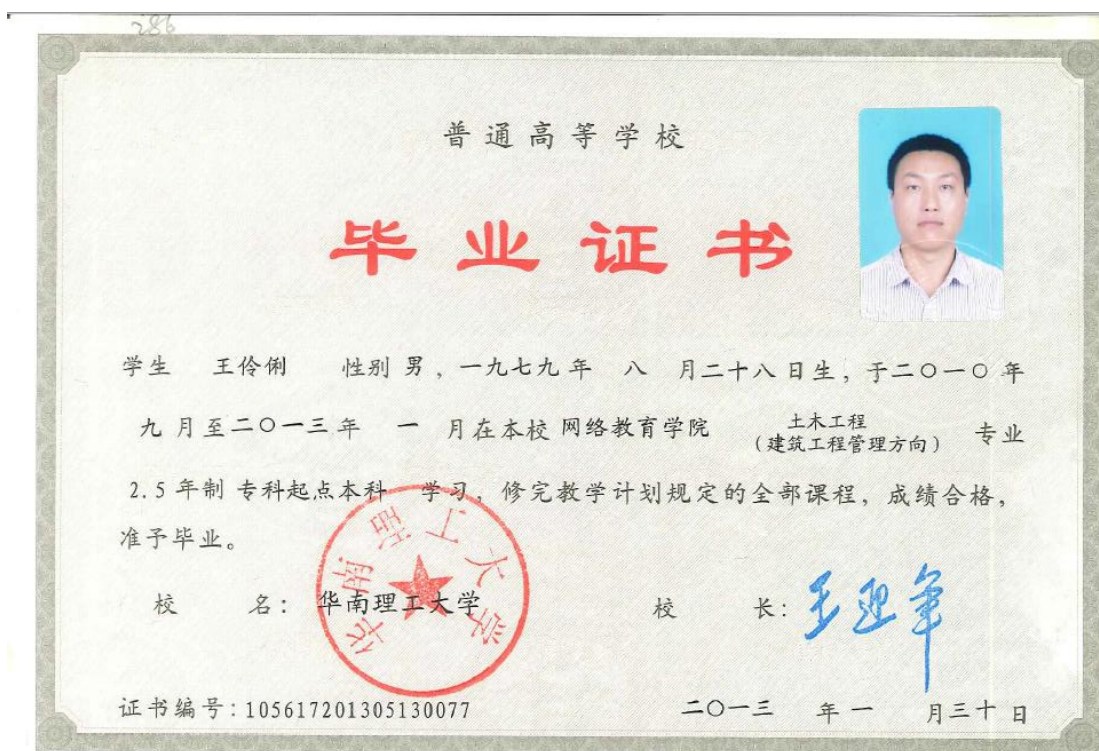 286
普通高等学校
毕业证书
学生 王伶俐 性别 男，一九七九年 八 月二十八日生，于二〇一〇年
九月至二〇一三年 一 月在本校 网络教育学院 土木工程（建筑工程管理方向） 专业
2.5 年制 专科起点本科 学习，修完教学计划规定的全部课程，成绩合格，
准予毕业。
校 名：华南理工大学 校 长：王迎军
华南理工大学
证书编号：105617201305130077 二〇一三 年 一 月三十日